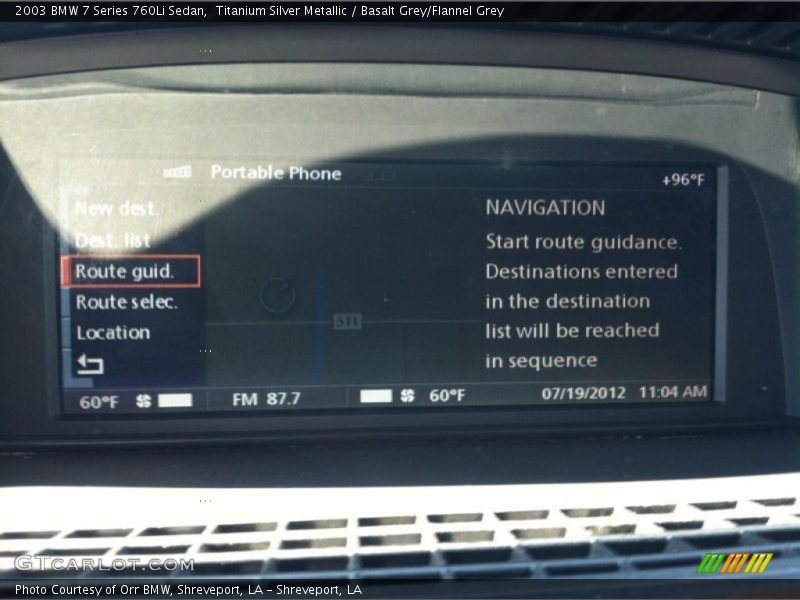 2003 BMW 7 Series 760Li Sedan, Titanium Silver Metallic / Basalt Grey/Flannel Grey
Portable Phone
+96°F
New dest.
Dest. list
Route guid.
Route selec.
Location
511
NAVIGATION
Start route guidance.
Destinations entered
in the destination
list will be reached
in sequence
60°F FM 87.7 60°F 07/19/2012 11:04 AM
GTCARLOT.COM
Photo Courtesy of Orr BMW, Shreveport, LA - Shreveport, LA